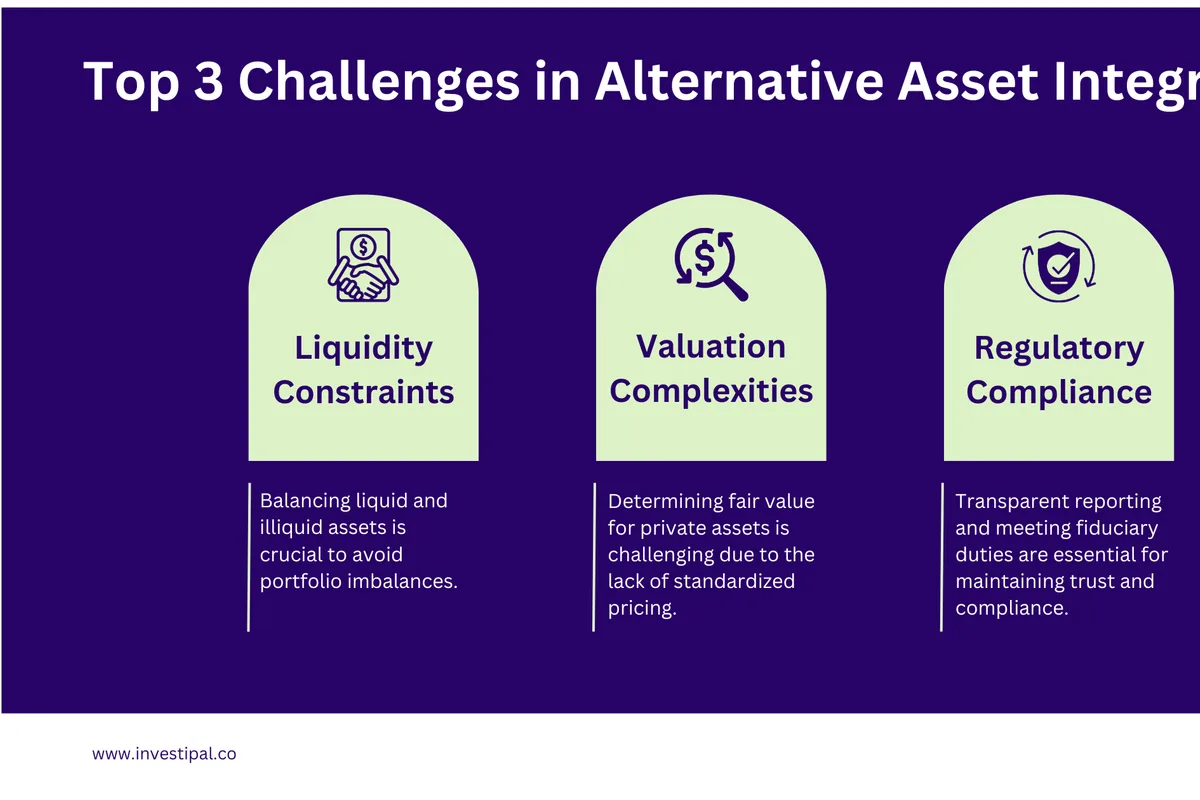 Top 3 Challenges in Alternative Asset Integr
Liquidity
Constraints
Balancing liquid and
illiquid assets is
crucial to avoid
portfolio imbalances.
Valuation
Complexities
Determining fair value
for private assets is
challenging due to the
lack of standardized
pricing.
Regulatory
Compliance
Transparent reporting
and meeting fiduciary
duties are essential for
maintaining trust and
compliance.
www.investipal.co